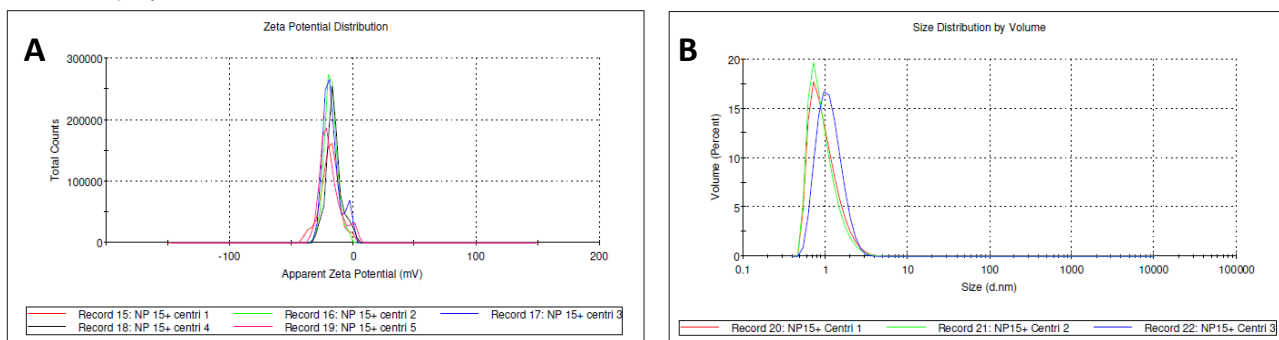 A
Zeta Potential Distribution
300000
200000
100000
0
Total Counts
-100
0
100
200
Apparent Zeta Potential (mV)
Record 15: NP 15+ centri 1
Record 16: NP 15+ centri 2
Record 17: NP 15+ centri 3
Record 18: NP 15+ centri 4
Record 19: NP 15+ centri 5
B
Size Distribution by Volume
20
15
10
5
0
Volume (Percent)
0.1
1
10
100
1000
10000
100000
Size (d.nm)
Record 20: NP15+ Centri 1
Record 21: NP15+ Centri 2
Record 22: NP15+ Centri 3